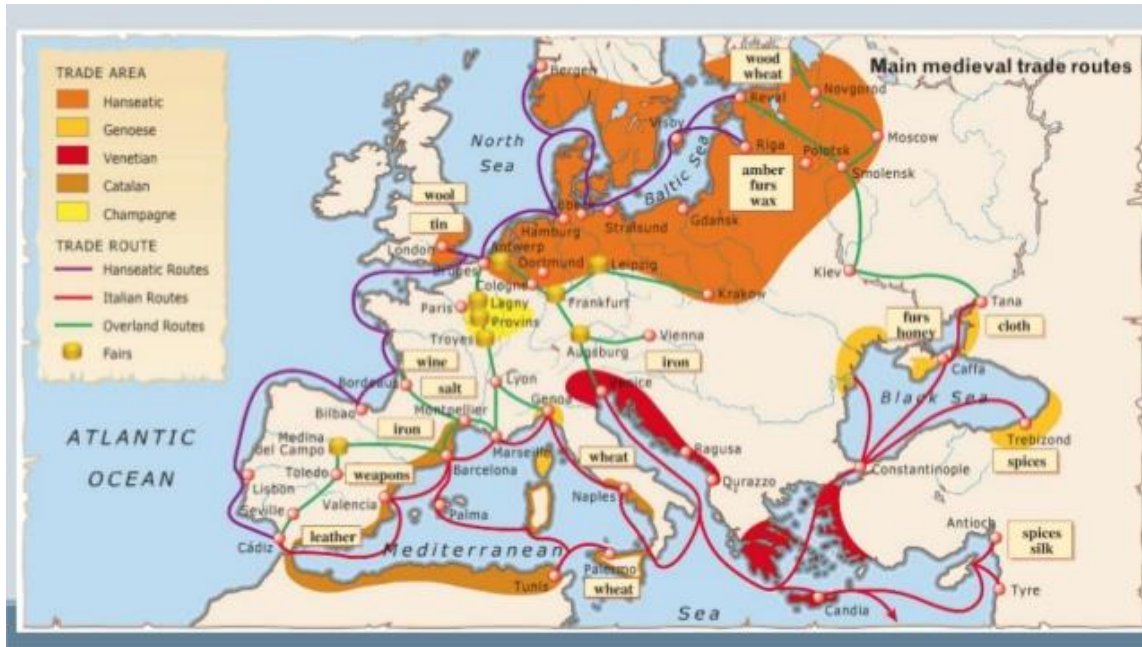 Main medieval trade routes
TRADE AREA
Hanseatic
Genoese
Venetian
Catalan
Champagne
TRADE ROUTE
Hanseatic Routes
Italian Routes
Overland Routes
Fairs
Bergen
North
Sea
wood
wheat
Novgorod
Reval
Visby
Moscow
Riga
Polotsk
Smolensk
Baltic Sea
amber
furs
wax
wool
tin
London
Hamburg
Stralsund
Gdansk
Antwerp
Bruges
Dortmund
Leipzig
Cologne
Kiev
Krakow
Frankfurt
Paris
Lagny
Provins
Tana
furs
honey
cloth
Troyes
Augsburg
Vienna
iron
wine
Caffa
Bordeaux
salt
Lyon
Venice
Black Sea
Bilbao
Montpellier
Genoa
iron
Trebizond
ATLANTIC
OCEAN
Medina
del Campo
Marseille
Ragusa
Constantinople
spices
Toledo
weapons
Barcelona
wheat
Qurazzo
Lisbon
Valencia
Naples
Seville
Palma
leather
Cádiz
Mediterranean
Antioch
spices
silk
Palermo
wheat
Tunis
Tyre
Candia
Sea